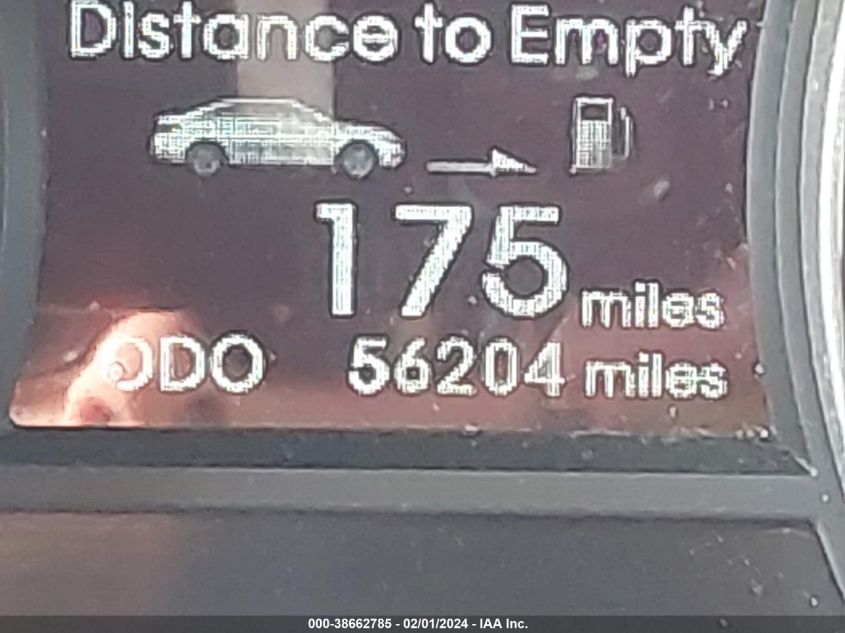 Distance to Empty
175 miles
ODO 56204 miles
000-38662785 - 02/01/2024 - IAA Inc.